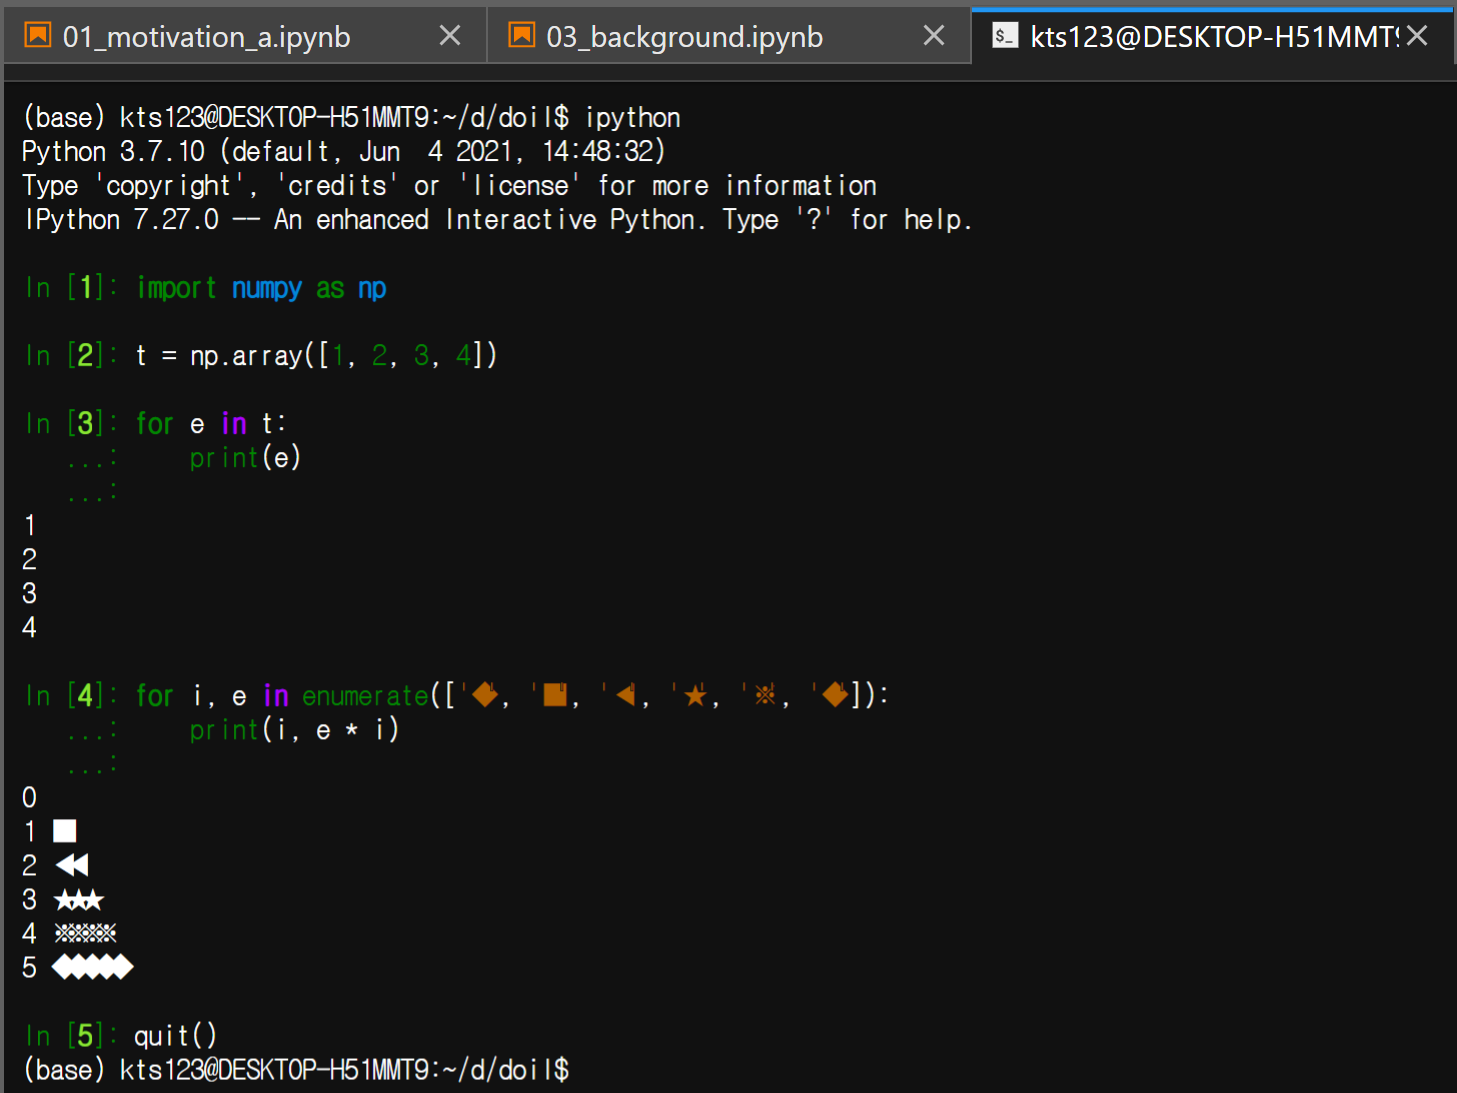 01_motivation_a.ipynb
03_background.ipynb
kts123@DESKTOP-H51MMT9
(base) kts123@DESKTOP-H51MMT9:~/d/doil$ ipython
Python 3.7.10 (default, Jun  4 2021, 14:48:32)
Type 'copyright', 'credits' or 'license' for more information
IPython 7.27.0 -- An enhanced Interactive Python. Type '?' for help.
In [1]: import numpy as np
In [2]: t = np.array([1, 2, 3, 4])
In [3]: for e in t:
...:     print(e)
...:
1
2
3
4
In [4]: for i, e in enumerate(['◆', '■', '◀', '★', '※', '◆']):
...:     print(i, e * i)
...:
0
1 ■
2 ◀◀
3 ★★★
4 ※※※※
5 ◆◆◆◆◆
In [5]: quit()
(base) kts123@DESKTOP-H51MMT9:~/d/doil$